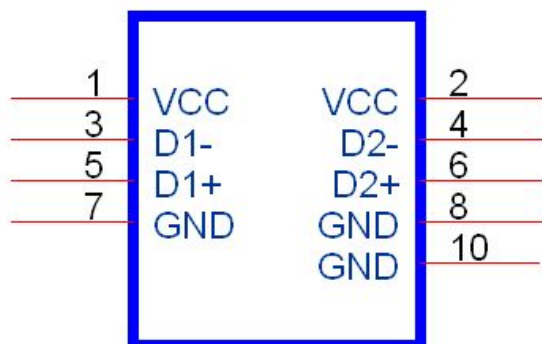 1 VCC VCC 2
3 D1- D2- 4
5 D1+ D2+ 6
7 GND GND 8
GND 10